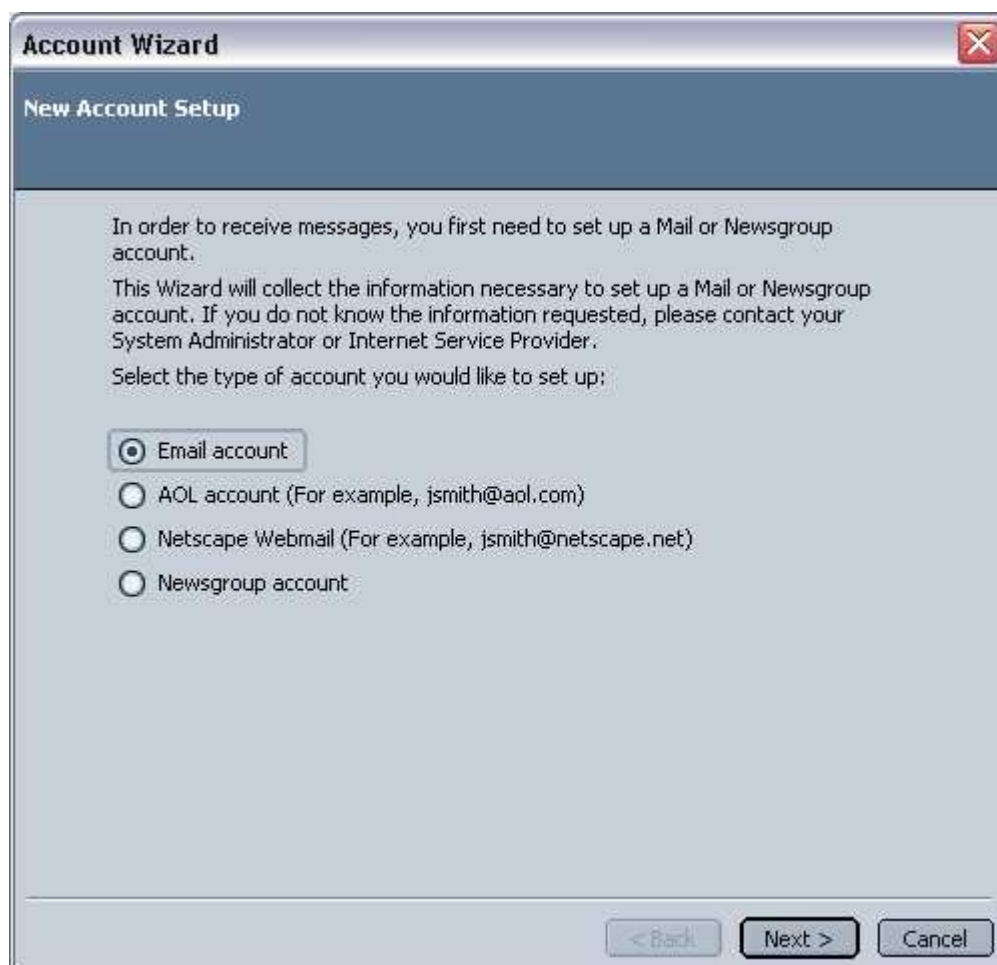 Account Wizard
New Account Setup
In order to receive messages, you first need to set up a Mail or Newsgroup
account.
This Wizard will collect the information necessary to set up a Mail or Newsgroup
account. If you do not know the information requested, please contact your
System Administrator or Internet Service Provider.
Select the type of account you would like to set up:
Email account
AOL account (For example, jsmith@aol.com)
Netscape Webmail (For example, jsmith@netscape.net)
Newsgroup account
< Back Next > Cancel